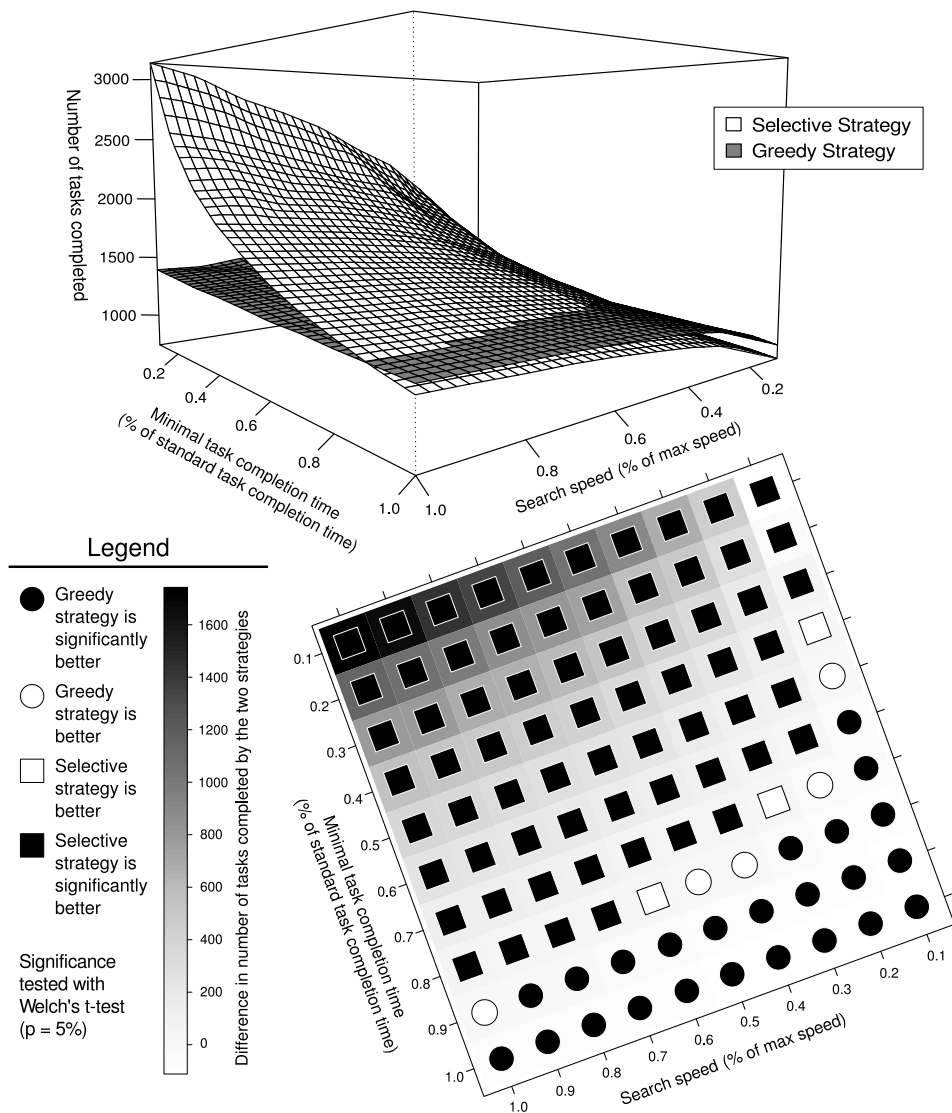 3000
2500
2000
1500
1000
Number of tasks completed
Selective Strategy
Greedy Strategy
0.2
0.4
0.6
0.8
1.0
Minimal task completion time
(% of standard task completion time)
0.2
0.4
0.6
0.8
1.0
Search speed (% of max speed)
Legend
Greedy
strategy is
significantly
better
Greedy
strategy is
better
Selective
strategy is
better
Selective
strategy is
significantly
better
Significance
tested with
Welch's t-test
(p = 5%)
1600
1400
1200
1000
800
600
400
200
0
Difference in number of tasks completed by the two strategies
0.1
0.2
0.3
0.4
0.5
0.6
0.7
0.8
0.9
1.0
Minimal task completion time
(% of standard task completion time)
1.0
0.9
0.8
0.7
0.6
0.5
0.4
0.3
0.2
0.1
Search speed (% of max speed)